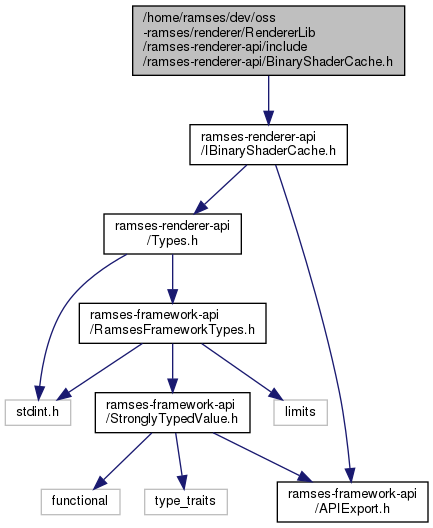 /home/ramses/dev/oss
-ramses/renderer/RendererLib
/ramses-renderer-api/include
/ramses-renderer-api/BinaryShaderCache.h
ramses-renderer-api
/IBinaryShaderCache.h
ramses-renderer-api
/Types.h
ramses-framework-api
/RamsesFrameworkTypes.h
stdint.h
ramses-framework-api
/StronglyTypedValue.h
limits
functional
type_traits
ramses-framework-api
/APIExport.h